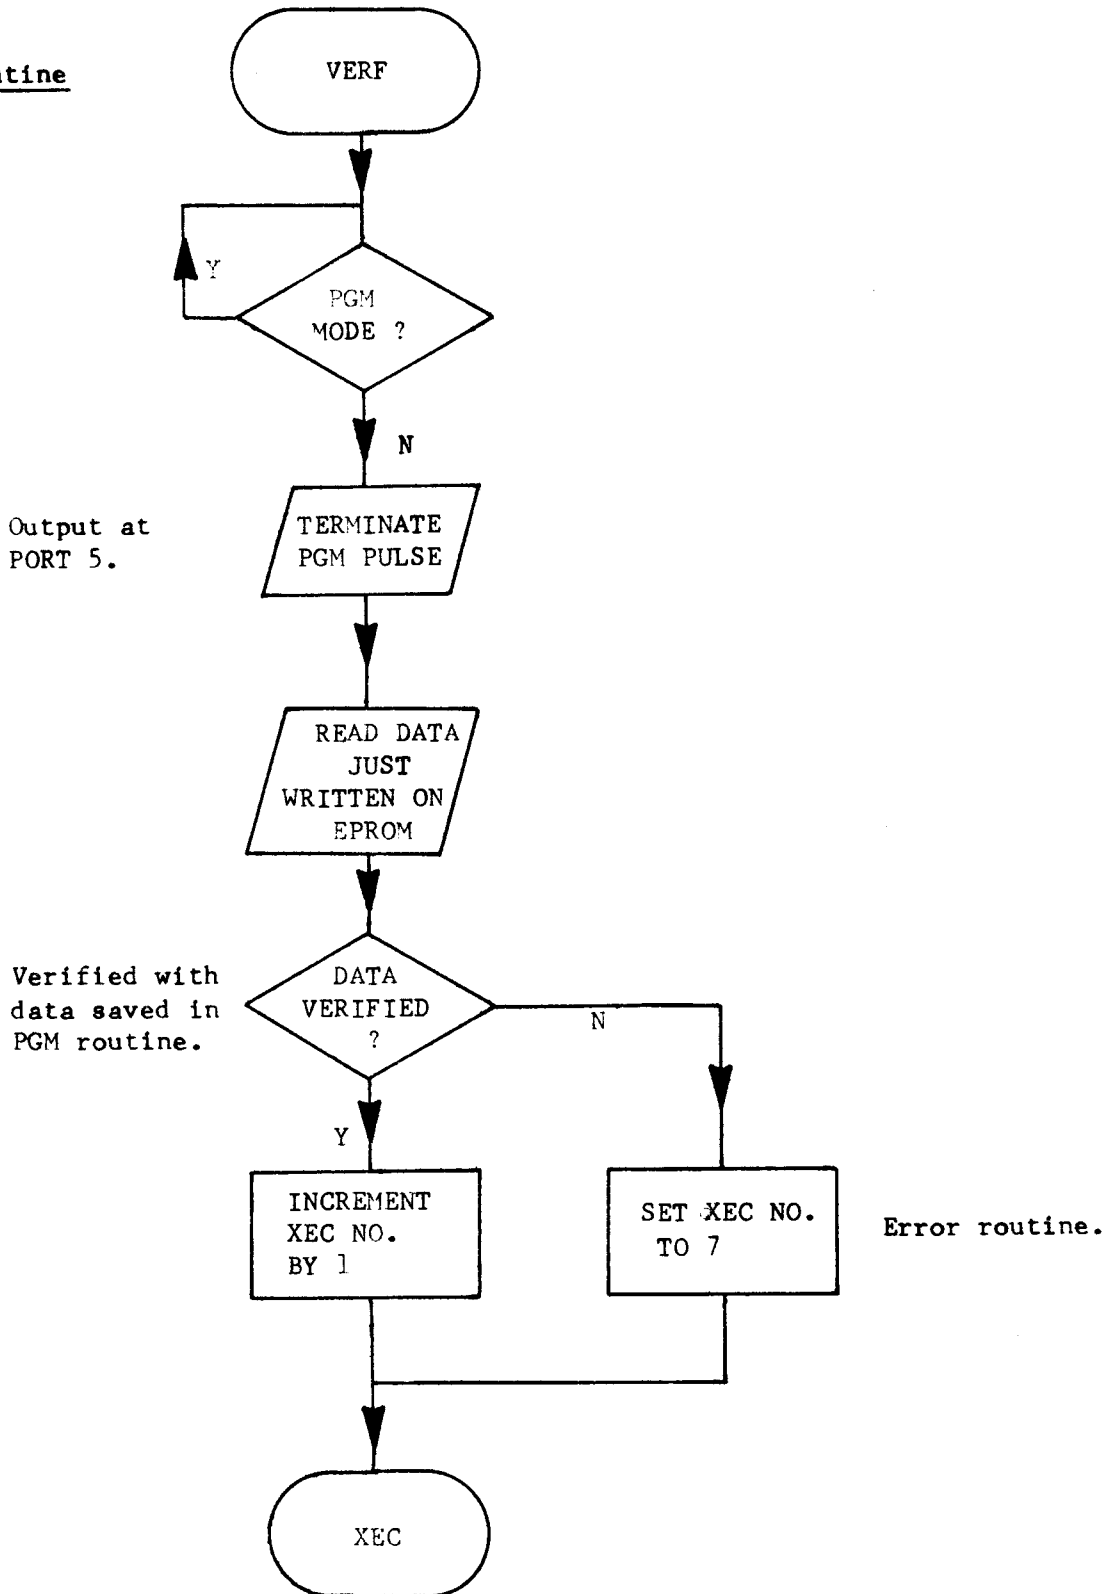 VERF
Y
PGM
MODE ?
N
Output at
PORT 5.
TERMINATE
PGM PULSE
READ DATA
JUST
WRITTEN ON
EPROM
Verified with
data saved in
PGM routine.
DATA
VERIFIED
?
N
Y
INCREMENT
XEC NO.
BY 1
SET XEC NO.
TO 7
Error routine.
XEC